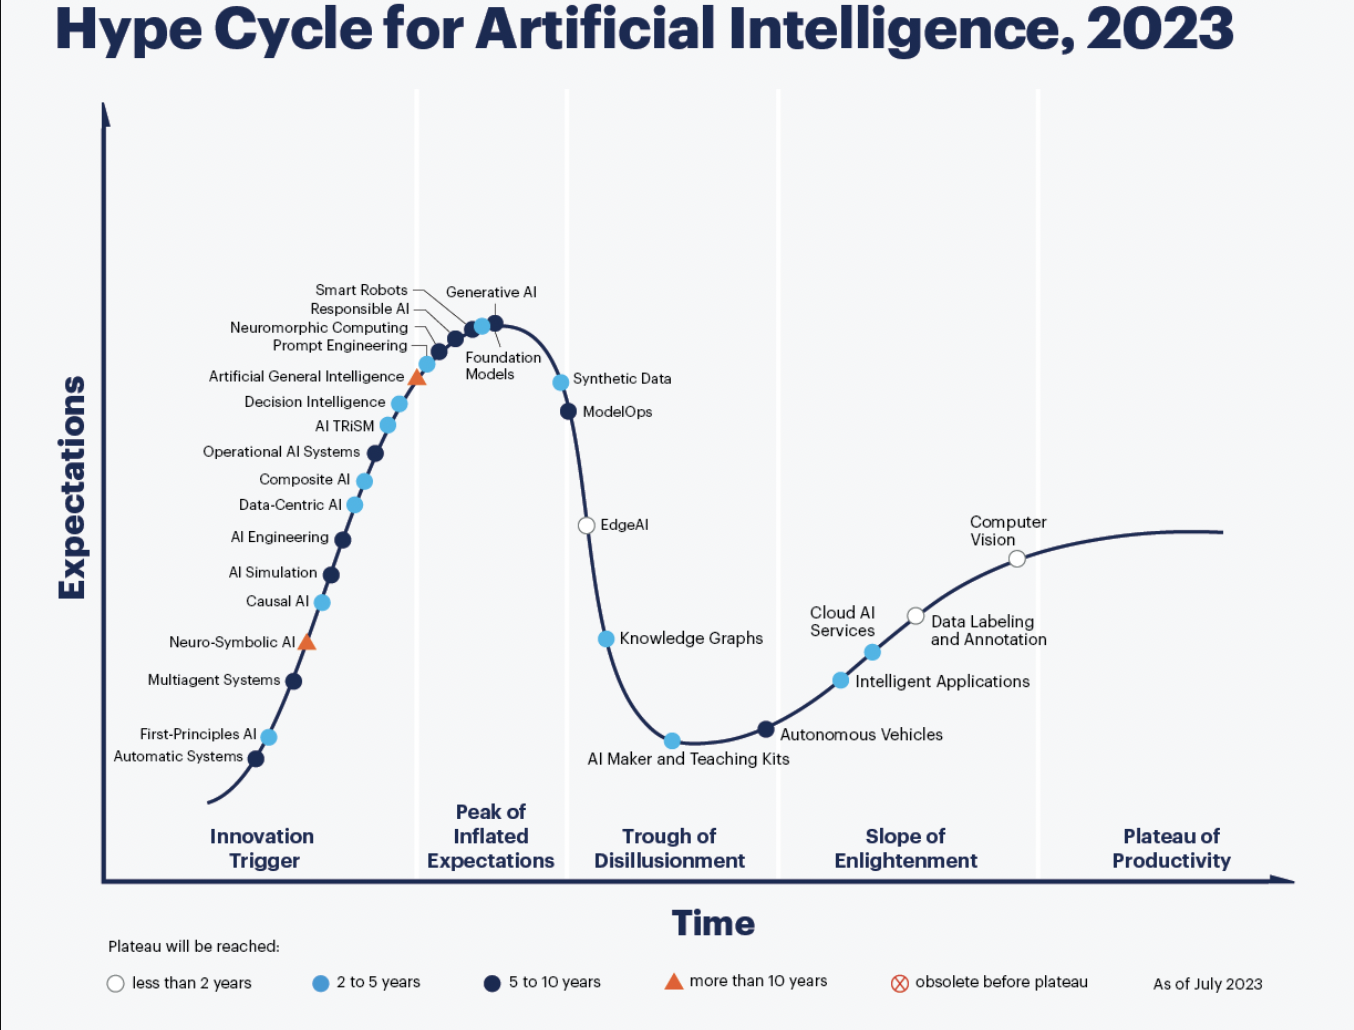 Hype Cycle for Artificial Intelligence, 2023
Expectations
Smart Robots
Responsible AI
Neuromorphic Computing
Prompt Engineering
Artificial General Intelligence
Decision Intelligence
AI TRiSM
Operational AI Systems
Composite AI
Data-Centric AI
AI Engineering
AI Simulation
Causal AI
Neuro-Symbolic AI
Multiagent Systems
First-Principles AI
Automatic Systems
Generative AI
Foundation
Models
Synthetic Data
ModelOps
EdgeAI
Knowledge Graphs
AI Maker and Teaching Kits
Autonomous Vehicles
Intelligent Applications
Cloud AI
Services
Data Labeling
and Annotation
Computer
Vision
Innovation
Trigger
Peak of
Inflated
Expectations
Trough of
Disillusionment
Slope of
Enlightenment
Plateau of
Productivity
Time
Plateau will be reached:
less than 2 years
2 to 5 years
5 to 10 years
more than 10 years
obsolete before plateau
As of July 2023